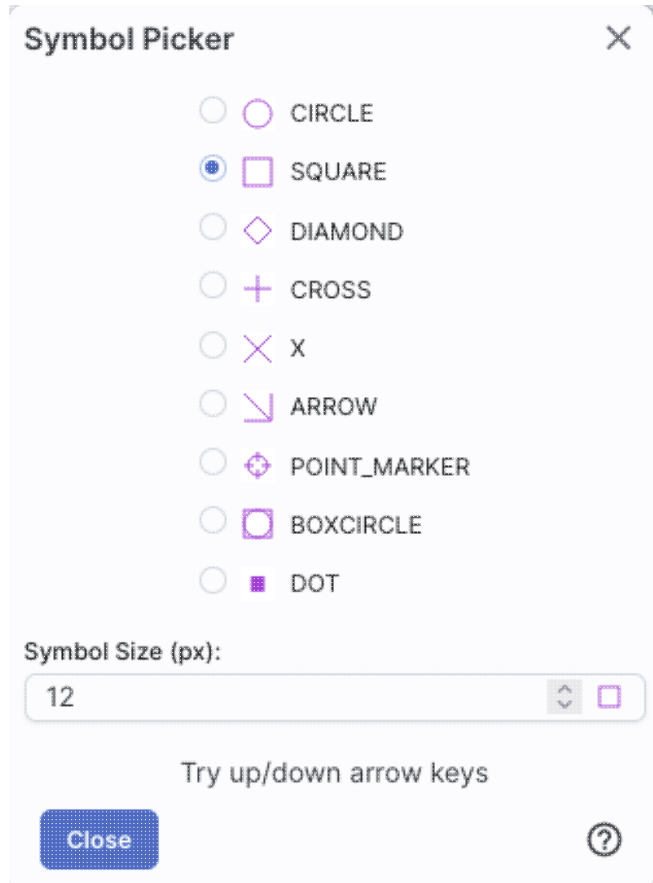 Symbol Picker
CIRCLE
SQUARE
DIAMOND
CROSS
X
ARROW
POINT_MARKER
BOXCIRCLE
DOT
Symbol Size (px):
12
Try up/down arrow keys
Close